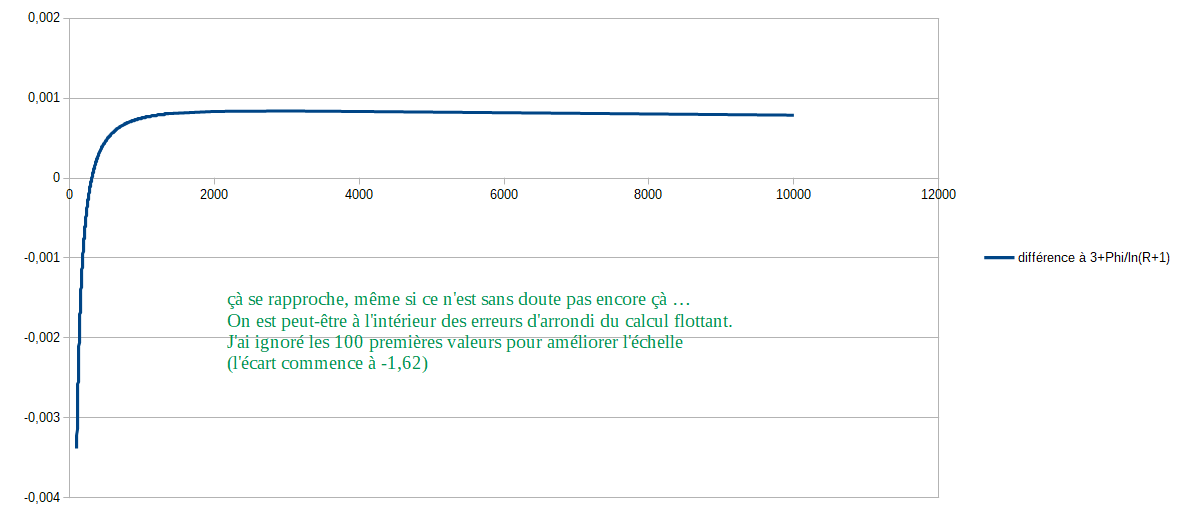 0,002
0,001
0
0
2000
4000
6000
8000
10000
12000
-0,001
différence à 3+Phi/ln(R+1)
çà se rapproche, même si ce n'est sans doute pas encore çà …
On est peut-être à l'intérieur des erreurs d'arrondi du calcul flottant.
-0,002
J'ai ignoré les 100 premières valeurs pour améliorer l'échelle
(l'écart commence à -1,62)
-0,003
-0,004